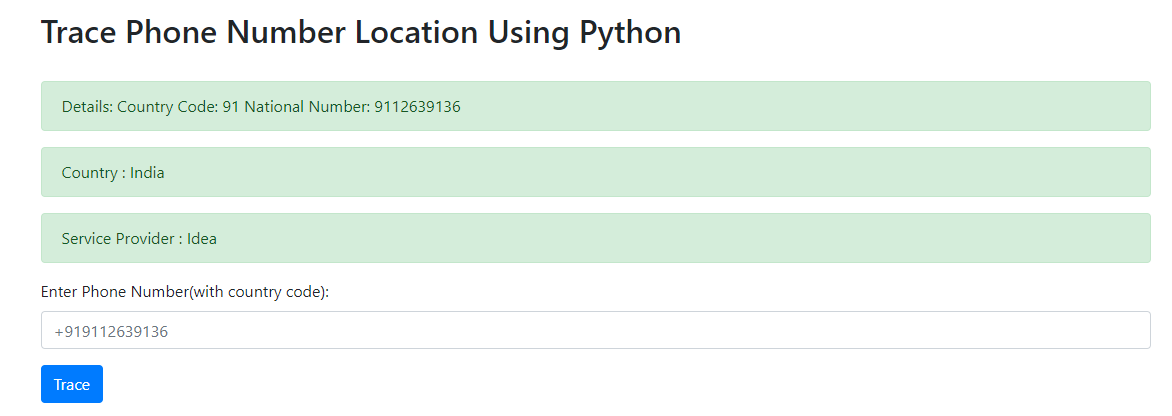 Trace Phone Number Location Using Python
Details: Country Code: 91 National Number: 9112639136
Country : India
Service Provider : Idea
Enter Phone Number(with country code):
+919112639136
Trace